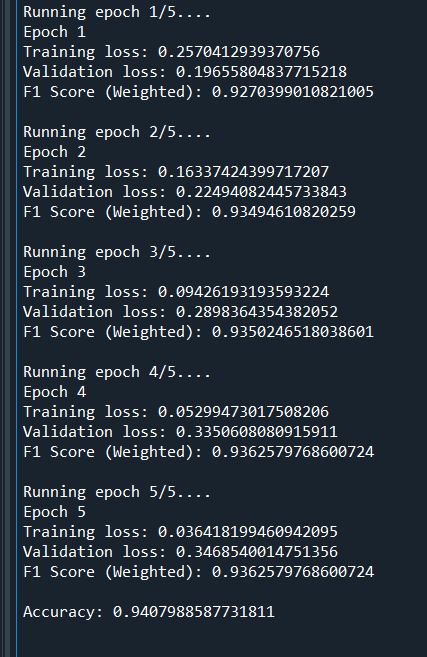 Running epoch 1/5....
Epoch 1
Training loss: 0.2570412939370756
Validation loss: 0.19655804837715218
F1 Score (Weighted): 0.9270399010821005
Running epoch 2/5....
Epoch 2
Training loss: 0.16337424399717207
Validation loss: 0.22494082445733843
F1 Score (Weighted): 0.93494610820259
Running epoch 3/5....
Epoch 3
Training loss: 0.09426193193593224
Validation loss: 0.2898364354382052
F1 Score (Weighted): 0.9350246518038601
Running epoch 4/5....
Epoch 4
Training loss: 0.05299473017508206
Validation loss: 0.3350608080915911
F1 Score (Weighted): 0.9362579768600724
Running epoch 5/5....
Epoch 5
Training loss: 0.036418199460942095
Validation loss: 0.3468540014751356
F1 Score (Weighted): 0.9362579768600724
Accuracy: 0.9407988587731811